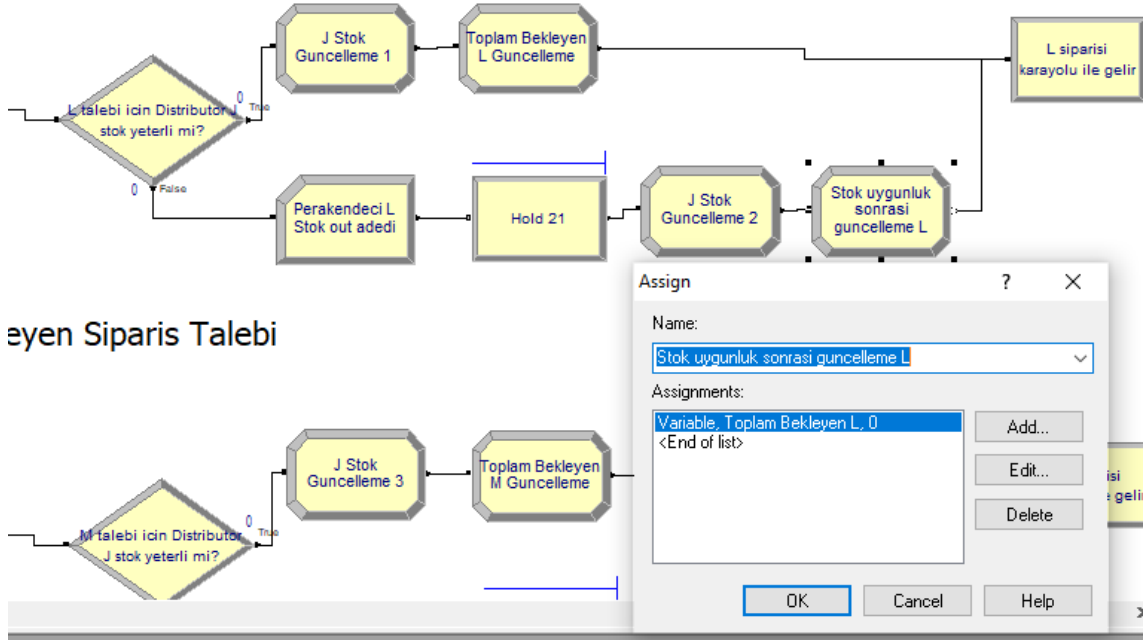 J Stok
Guncelleme 1
Toplam Bekleyen
L Guncelleme
L siparisi
karayolu ile gelir
L talebi icin Distributor J
stok yeterli mi?
0
True
0
False
Perakendeci L
Stok out adedi
Hold 21
J Stok
Guncelleme 2
Stok uygunluk
sonrasi
guncelleme L
eyen Siparis Talebi
J Stok
Guncelleme 3
Toplam Bekleyen
M Guncelleme
M talebi icin Distributor
J stok yeterli mi?
0
True
isi
e geli
Assign
?
Name:
Stok uygunluk sonrasi guncelleme L
Assignments:
Variable, Toplam Bekleyen L, 0
<End of list>
Add...
Edit...
Delete
OK
Cancel
Help